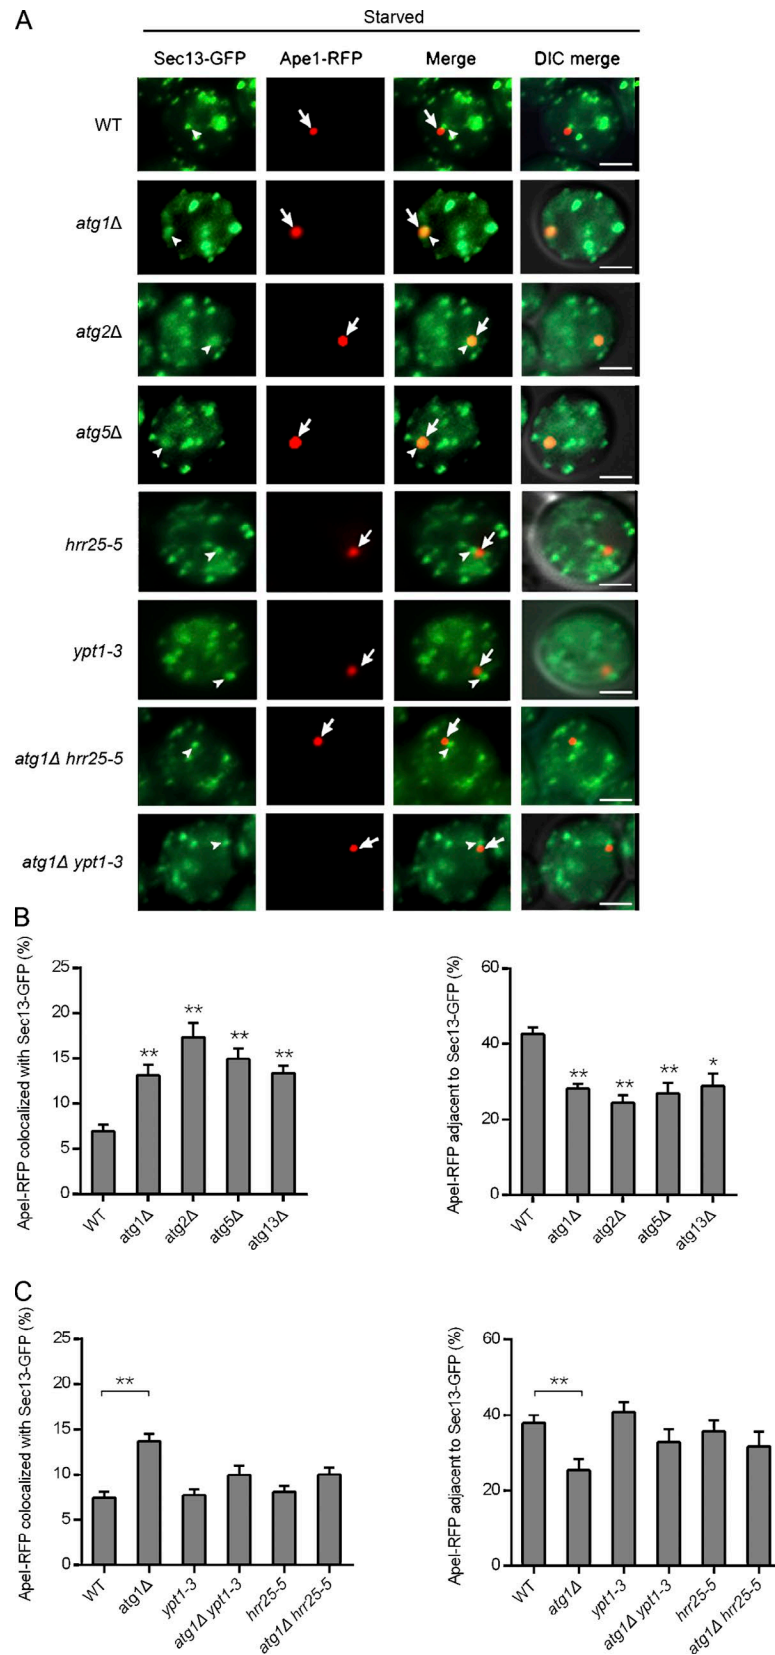 A
Starved
Sec13-GFP Ape1-RFP Merge DIC merge
WT
atg1Δ
atg2Δ
atg5Δ
hrr25-5
ypt1-3
atg1Δ hrr25-5
atg1Δ ypt1-3
B
ApeI-RFP colocalized with Sec13-GFP (%)
25
20
15
10
5
0
** ** ** **
WT atg1Δ atg2Δ atg5Δ atg13Δ
ApeI-RFP adjacent to Sec13-GFP (%)
60
40
20
0
** ** ** *
WT atg1Δ atg2Δ atg5Δ atg13Δ
C
ApeI-RFP colocalized with Sec13-GFP (%)
25
20
15
10
5
0
**
WT atg1Δ ypt1-3 atg1Δ ypt1-3 hrr25-5 atg1Δ hrr25-5
ApeI-RFP adjacent to Sec13-GFP (%)
60
40
20
0
**
WT atg1Δ ypt1-3 atg1Δ ypt1-3 hrr25-5 atg1Δ hrr25-5